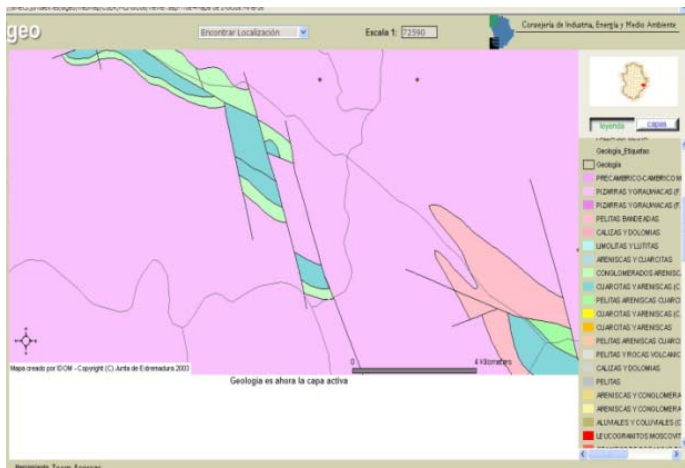 geo
Encontrar Localización
Escala 1: 72590
Consejería de Industria, Energía y Medio Ambiente
leyenda
capas
Geología_Etiquetas
Geología
PRECAMBRICO-CAMBRICO M
PIZARRAS Y GRAUWACAS (F.
PIZARRAS Y GRAUWACAS (F.
PELITAS BANDEADAS
CALIZAS Y DOLOMIAS
LIMOLITAS Y LUTITAS
ARENISCAS Y CUARCITAS
CONGLOMERADOS ARENISC.
CUARCITAS Y ARENISCAS (C.
PELITAS ARENISCAS CUARC
CUARCITAS Y ARENISCAS (C.
CUARCITAS Y ARENISCAS
PELITAS ARENISCAS CUARC
PELITAS Y ROCAS VOLCANIC
CALIZAS Y DOLOMIAS
PELITAS
ARENISCAS Y CONGLOMERA
ARENISCAS Y CONGLOMERA
ALUVIALES Y COLUVIALES (C
LEUCOGRANITOS MOSCOVIT
0
4 Kilometers
Mapa creado por IDOM - Copyright (C) Junta de Extremadura 2003
Geologia es ahora la capa activa